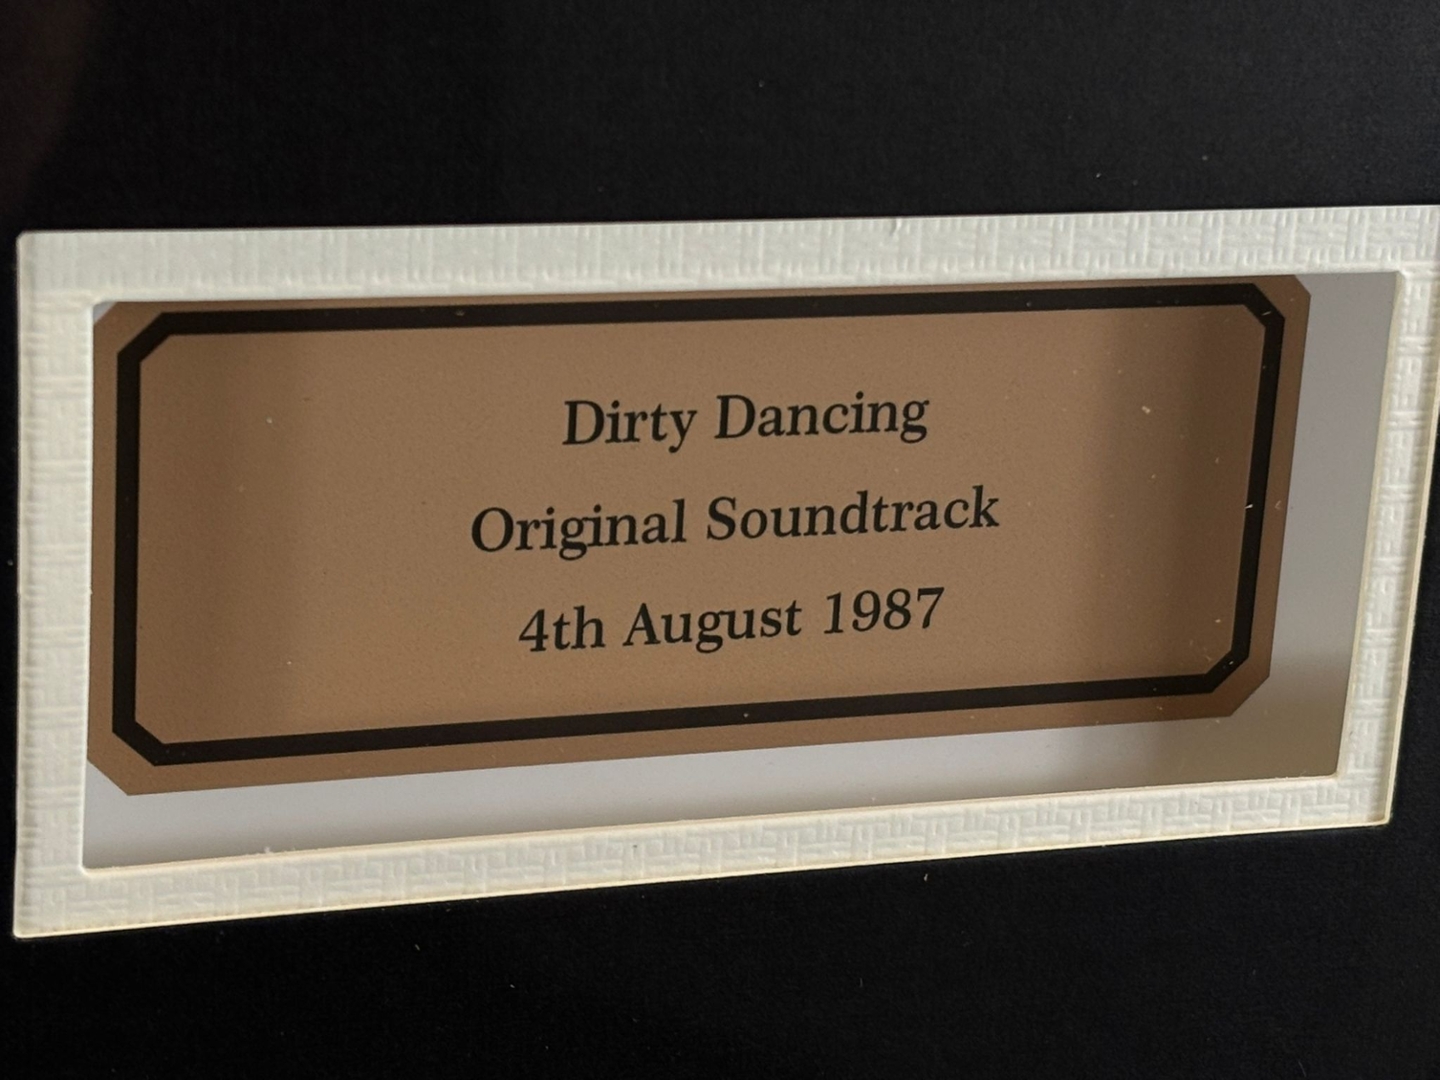 Dirty Dancing
Original Soundtrack
4th August 1987